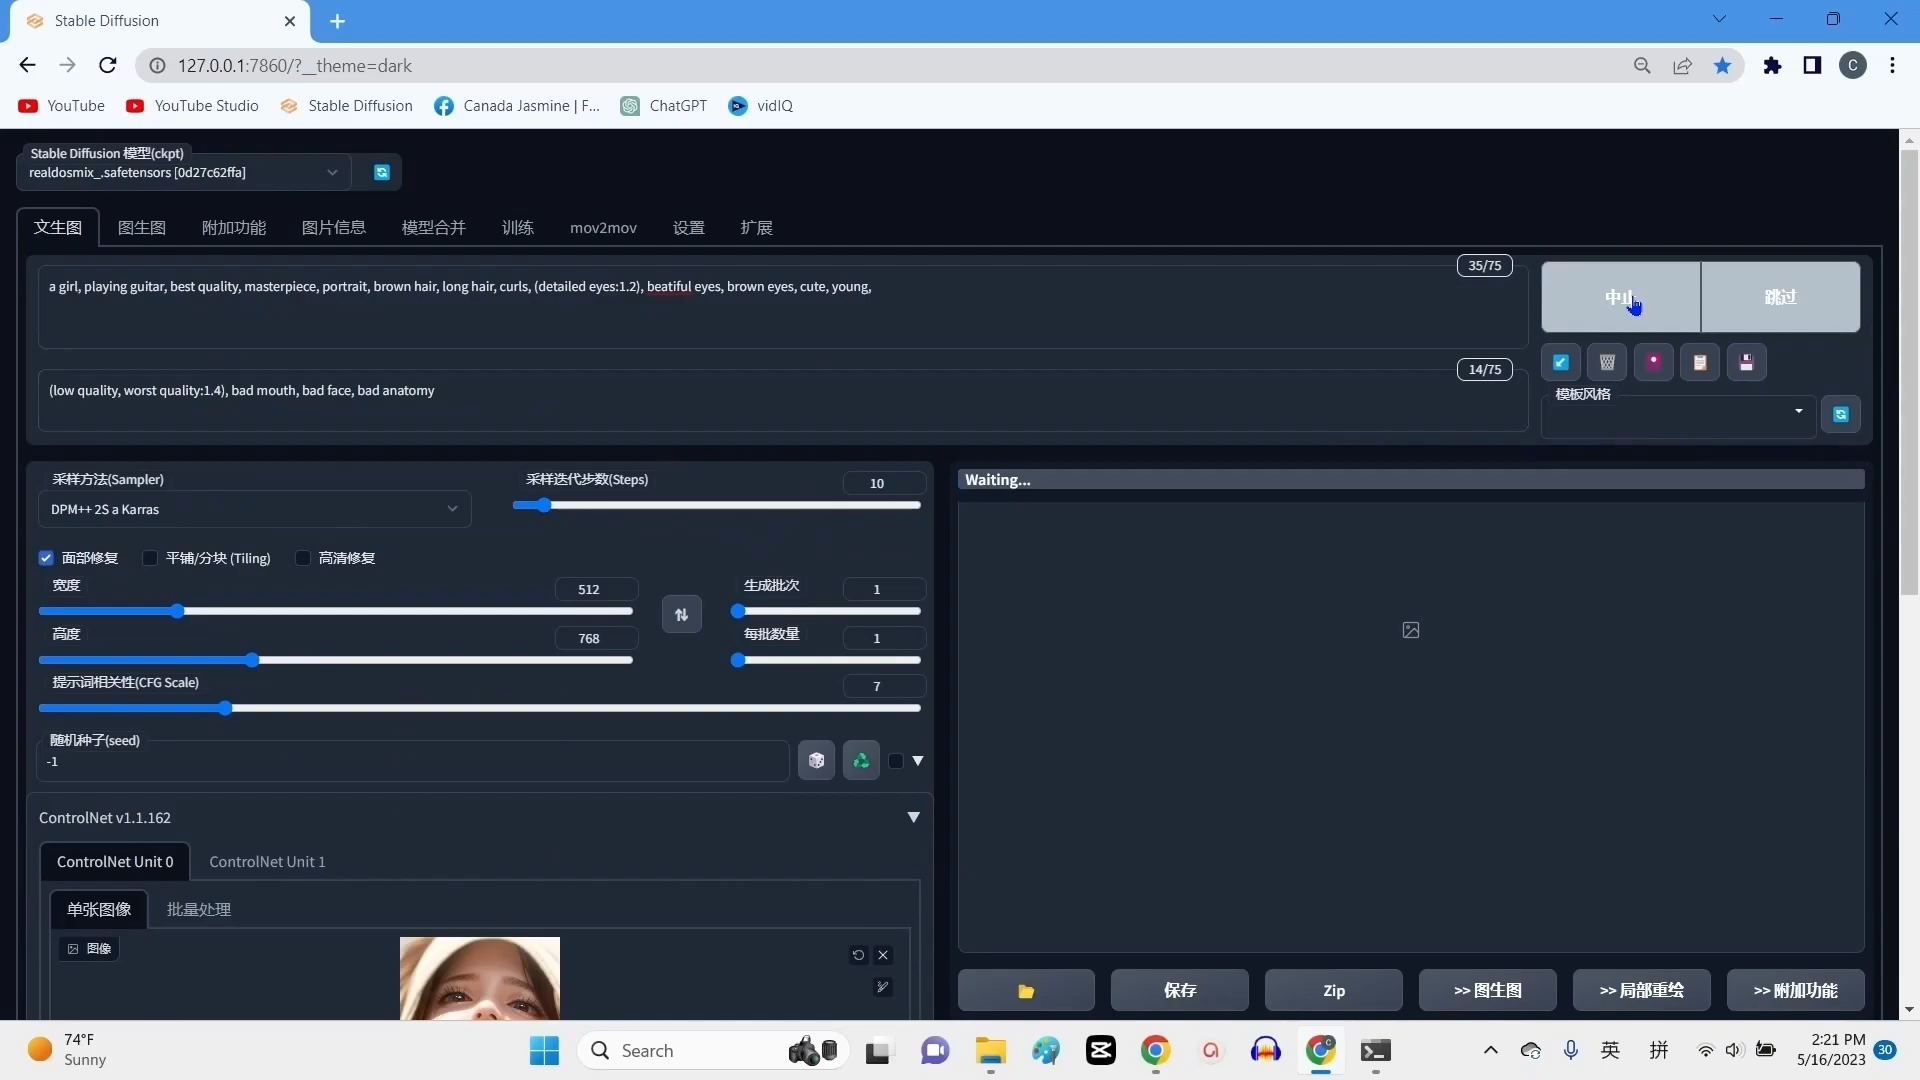 Stable Diffusion
127.0.0.1:7860/?__theme=dark
C
YouTube YouTube Studio Stable Diffusion Canada Jasmine | F... ChatGPT vidIQ
Stable Diffusion 模型(ckpt)
realdosmix_.safetensors [0d27c62ffa]
文生图 图生图 附加功能 图片信息 模型合并 训练 mov2mov 设置 扩展
35/75
a girl, playing guitar, best quality, masterpiece, portrait, brown hair, long hair, curls, (detailed eyes:1.2), beatiful eyes, brown eyes, cute, young,
中止 跳过
14/75
(low quality, worst quality:1.4), bad mouth, bad face, bad anatomy
模板风格
采样方法(Sampler)
DPM++ 2S a Karras
采样迭代步数(Steps)
10
Waiting...
面部修复 平铺/分块 (Tiling) 高清修复
宽度
512
生成批次
1
高度
768
每批数量
1
提示词相关性(CFG Scale)
7
随机种子(seed)
-1
ControlNet v1.1.162
ControlNet Unit 0 ControlNet Unit 1
单张图像 批量处理
图像
保存 Zip >> 图生图 >> 局部重绘 >> 附加功能
74°F
Sunny
Search
英 拼
2:21 PM
5/16/2023
30